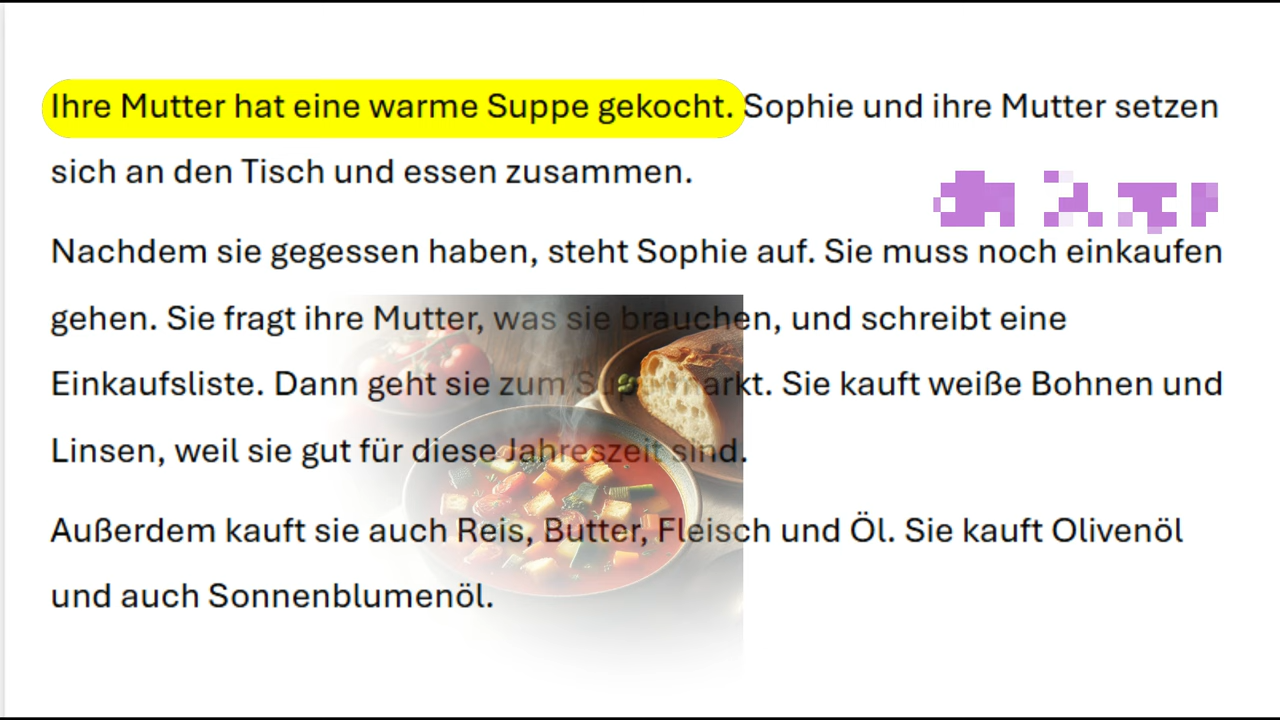 Ihre Mutter hat eine warme Suppe gekocht. Sophie und ihre Mutter setzen
sich an den Tisch und essen zusammen.
Nachdem sie gegessen haben, steht Sophie auf. Sie muss noch einkaufen
gehen. Sie fragt ihre Mutter, was sie brauchen, und schreibt eine
Einkaufsliste. Dann geht sie zum Supermarkt. Sie kauft weiße Bohnen und
Linsen, weil sie gut für diese Jahreszeit sind.
Außerdem kauft sie auch Reis, Butter, Fleisch und Öl. Sie kauft Olivenöl
und auch Sonnenblumenöl.